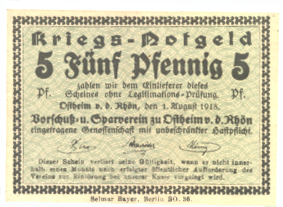 Kriegs-Notgeld
5 Fünf Pfennig 5
Pf. zahlen wir dem Einlieferer dieses Pf.
Scheines ohne Legitimations-Prüfung.
Ostheim v. d. Rhön, den 1. August 1918.
Vorschuß- u. Sparverein zu Ostheim v. d. Rhön
eingetragene Genossenschaft mit unbeschränkter Haftpflicht.
Dieser Schein verliert seine Gültigkeit, wenn er nicht inner-
halb eines Monats nach erfolgter öffentlicher Aufforderung des
Vereins zur Einlösung bei unserer Kasse vorgelegt wird.
Selmar Bayer, Berlin SO. 36.